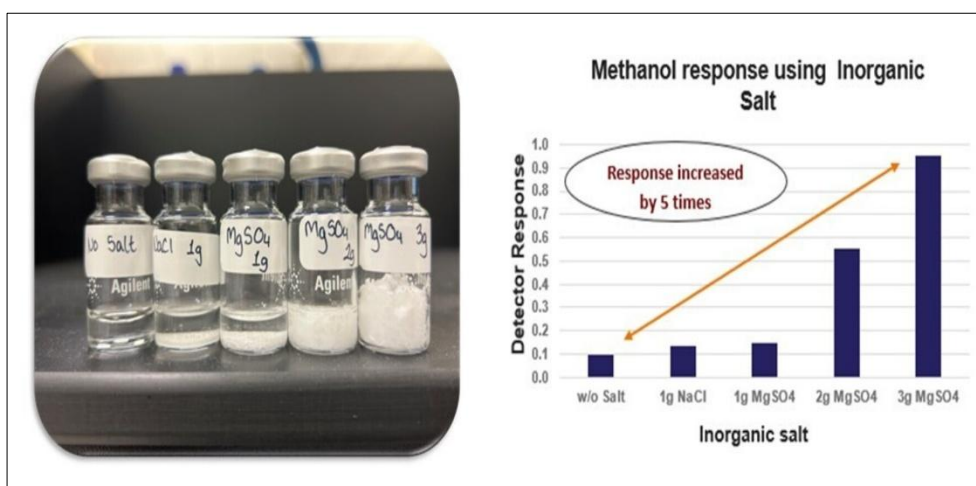 No Salt
NaCl 1g
MgSO4
1g
MgSO4
2g
MgSO4 3g
Agilent
Agilent
Agilent
Methanol response using Inorganic
Salt
Response increased
by 5 times
Detector Response
1.0
0.9
0.8
0.7
0.6
0.5
0.4
0.3
0.2
0.1
0.0
w/o Salt
1g NaCl
1g MgSO4
2g MgSO4
3g MgSO4
Inorganic salt